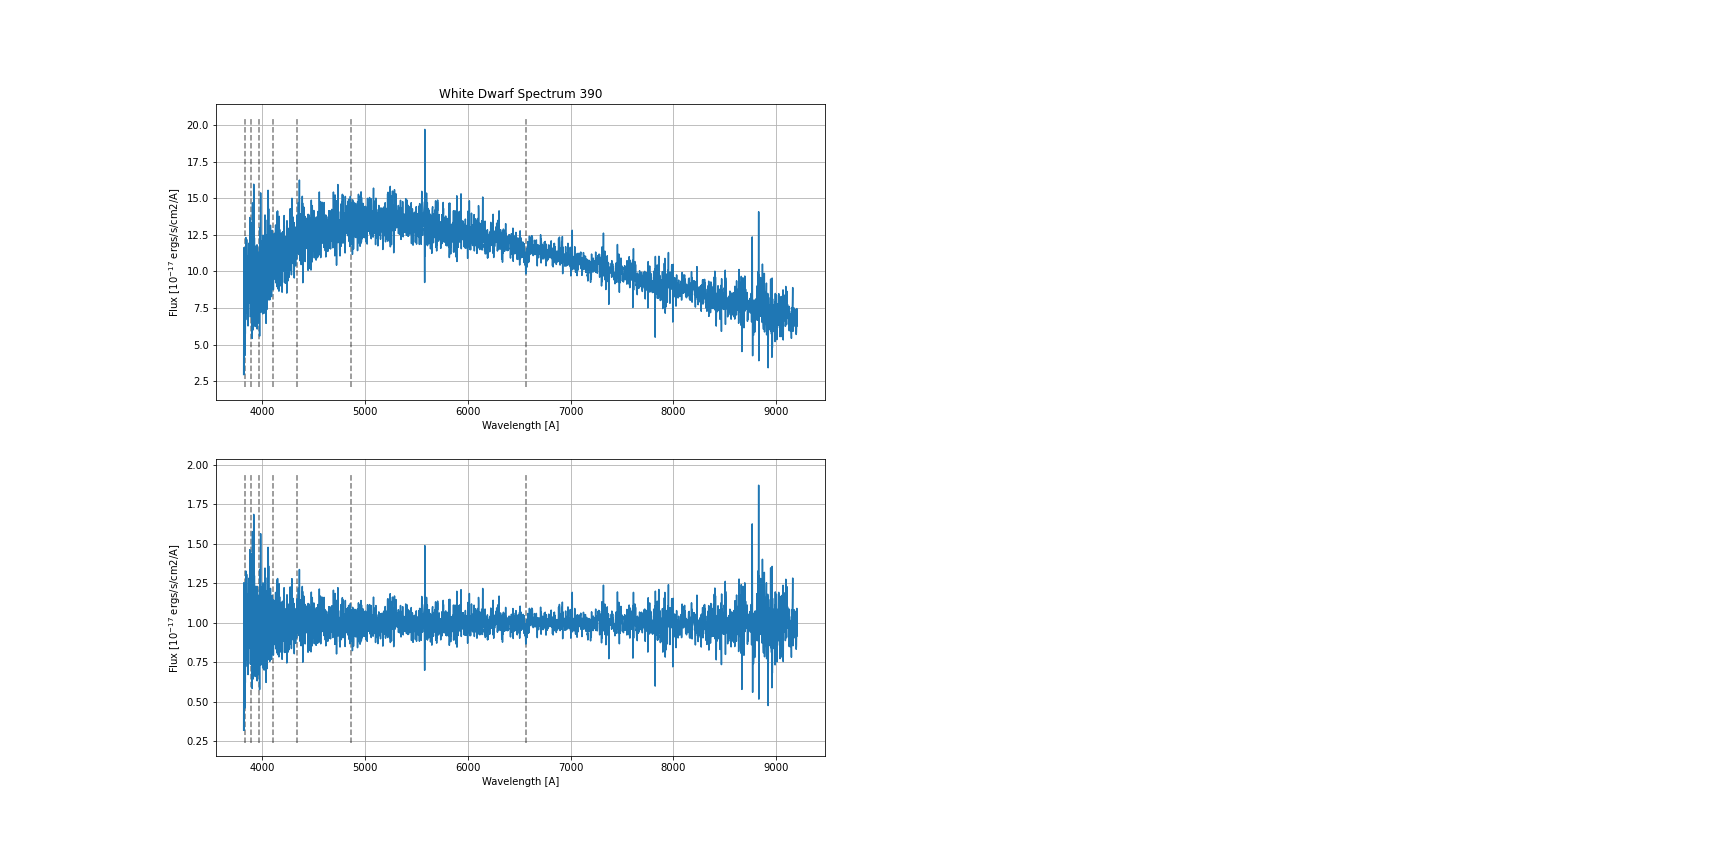 White Dwarf Spectrum 390
20.0
17.5
15.0
12.5
10.0
7.5
5.0
2.5
Flux [10⁻¹⁷ ergs/s/cm2/A]
4000 5000 6000 7000 8000 9000
Wavelength [A]
2.00
1.75
1.50
1.25
1.00
0.75
0.50
0.25
Flux [10⁻¹⁷ ergs/s/cm2/A]
4000 5000 6000 7000 8000 9000
Wavelength [A]